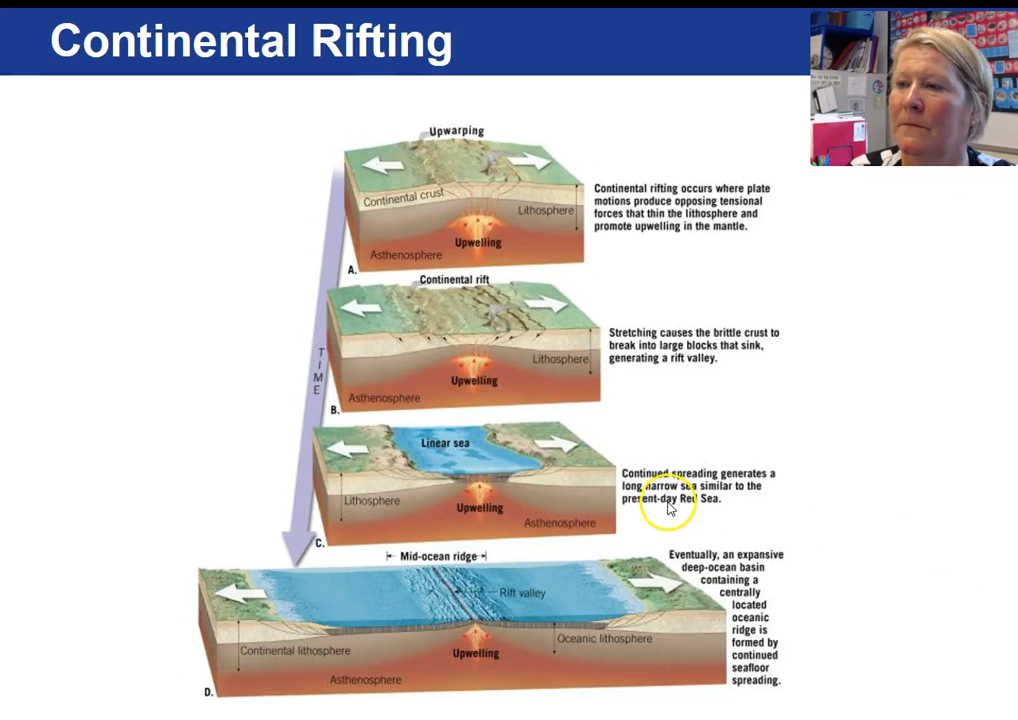 Continental Rifting
Upwarping
Continental crust
Lithosphere
Upwelling
Asthenosphere
A.
Continental rifting occurs where plate
motions produce opposing tensional
forces that thin the lithosphere and
promote upwelling in the mantle.
Continental rift
Lithosphere
Upwelling
Asthenosphere
B.
Stretching causes the brittle crust to
break into large blocks that sink,
generating a rift valley.
TIME
Linear sea
Lithosphere
Upwelling
Asthenosphere
C.
Continued spreading generates a
long narrow sea similar to the
present-day Red Sea.
Mid-ocean ridge
Rift valley
Oceanic lithosphere
Continental lithosphere
Upwelling
Asthenosphere
D.
Eventually, an expansive
deep-ocean basin
containing a
centrally
located
oceanic
ridge is
formed by
continued
seafloor
spreading.